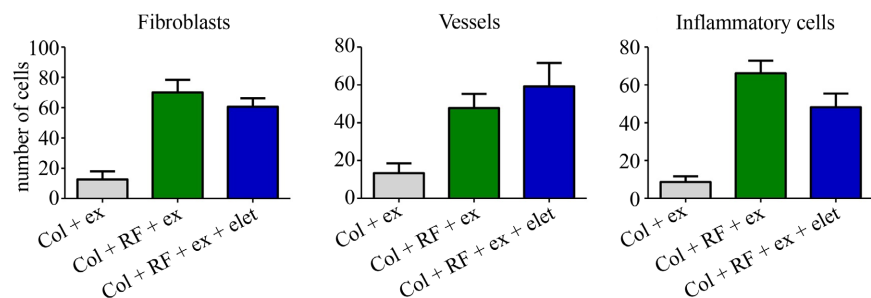 Fibroblasts
number of cells
100
80
60
40
20
0
Col + ex
Col + RF + ex
Col + RF + ex + elet
Vessels
80
60
40
20
0
Col + ex
Col + RF + ex
Col + RF + ex + elet
Inflammatory cells
80
60
40
20
0
Col + ex
Col + RF + ex
Col + RF + ex + elet